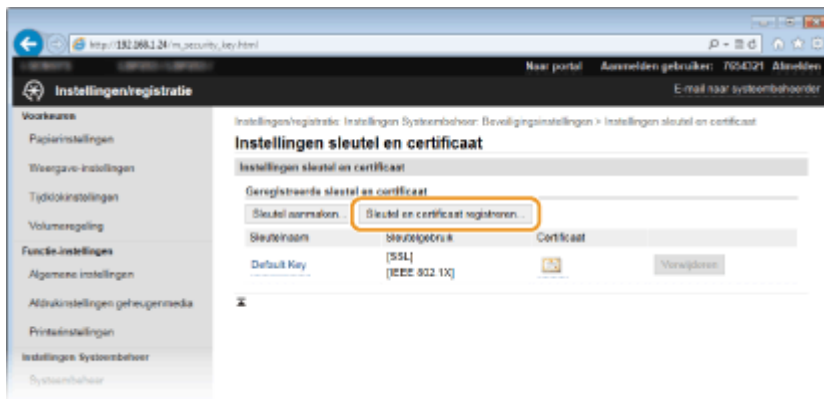 http://192.168.1.24/m_security_key.html
Naar portal Aanmelden gebruiker: 7654321 Afmelden
Instellingen/registratie
E-mail naar systeembeheerder
Voorkeuren
Papierinstellingen
Weergave-instellingen
Tijdklokinstellingen
Volumeregeling
Functie-instellingen
Algemene instellingen
Afdrukinstellingen geheugenmedia
Printerinstellingen
Instellingen Systeembeheer
Systeembeheer
Instellingen/registratie: Instellingen Systeembeheer: Beveiligingsinstellingen > Instellingen sleutel en certificaat
Instellingen sleutel en certificaat
Instellingen sleutel en certificaat
Geregistreerde sleutel en certificaat
Sleutel aanmaken... Sleutel en certificaat registreren...
Sleutelnaam Sleutelgebruik Certificaat
Default Key [SSL] Verwijderen
[IEEE 802.1X]